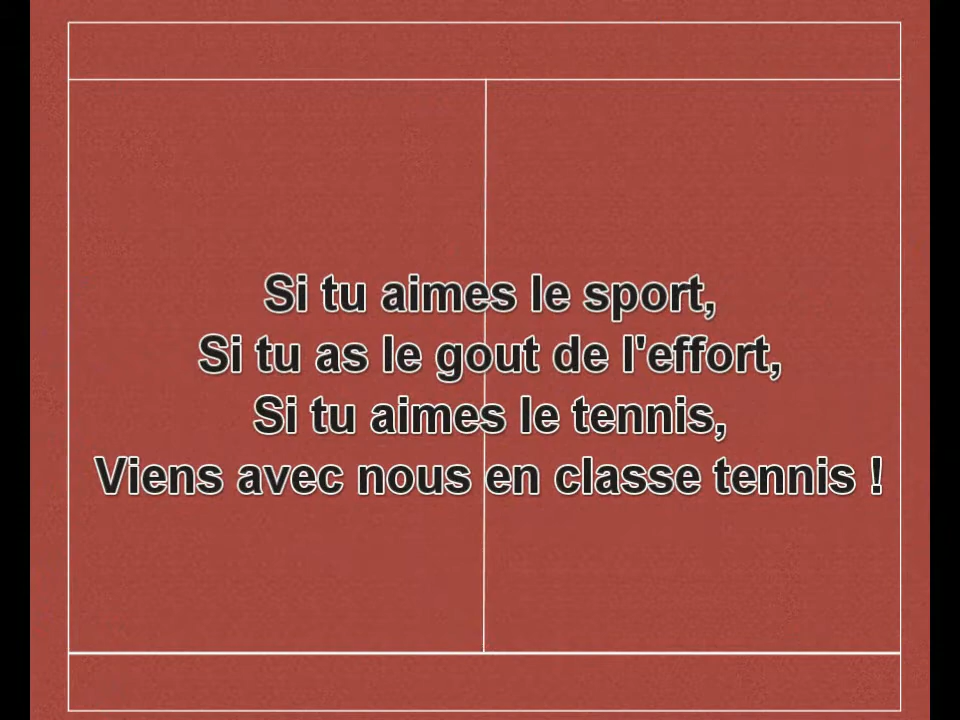 Si tu aimes le sport,
Si tu as le gout de l'effort,
Si tu aimes le tennis,
Viens avec nous en classe tennis !